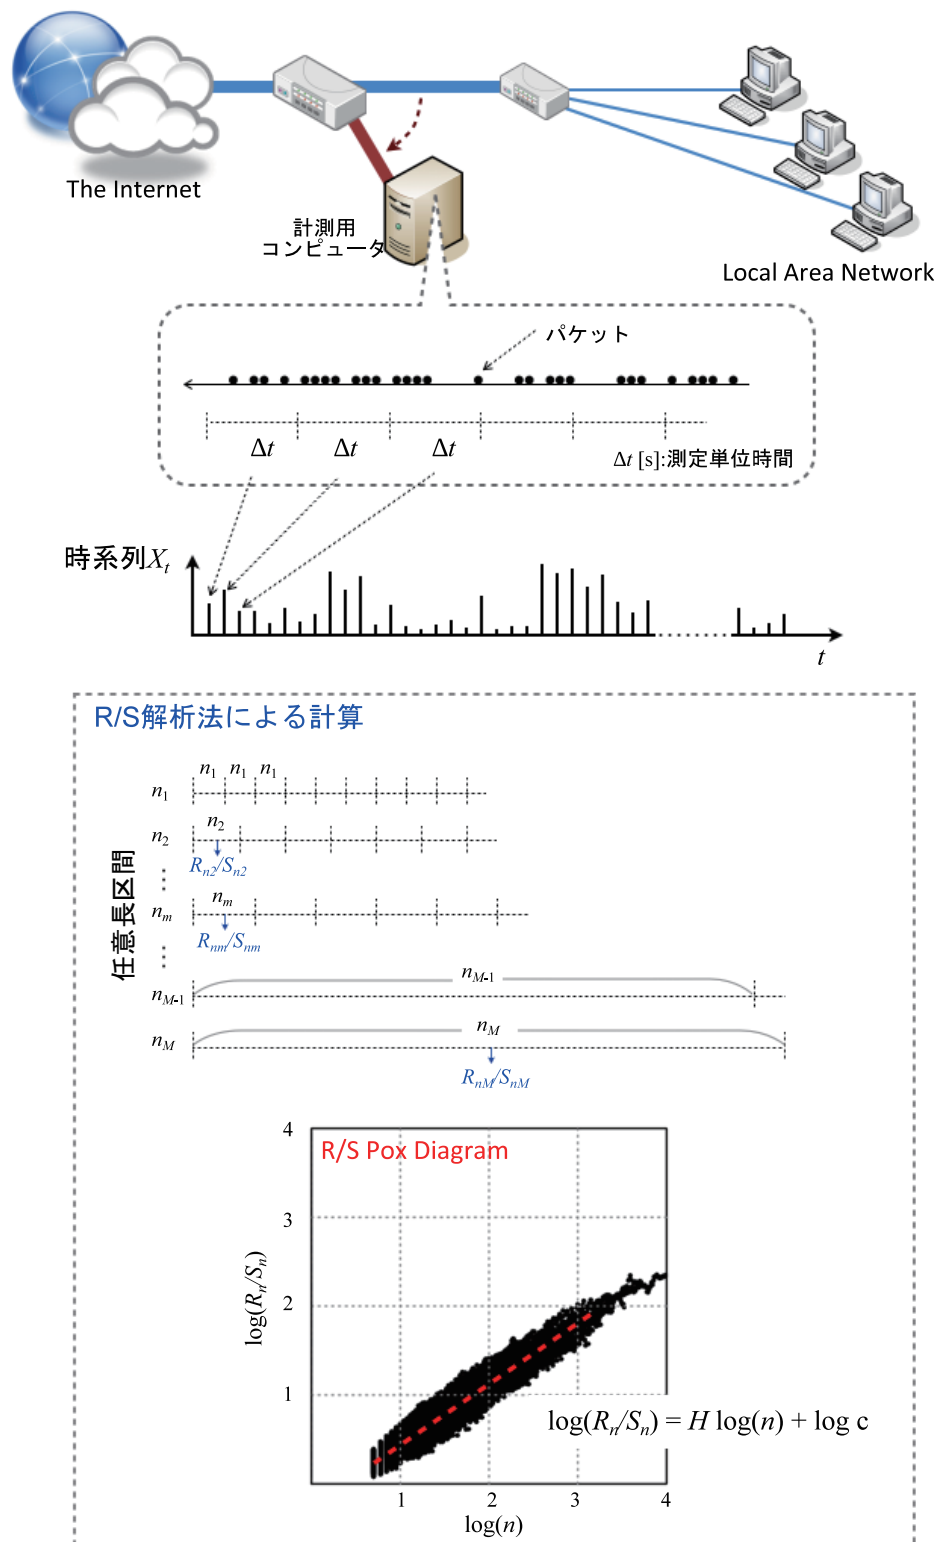 The Internet
計測用
コンピュータ
Local Area Network
パケット
Δt
Δt
Δt
Δt [s]:測定単位時間
時系列Xt
t
R/S解析法による計算
任意長区間
n1 n1 n1
n1
n2
n2
Rn2/Sn2
⋮
nm
nm
Rnm/Snm
⋮
nM-1
nM-1
nM
nM
RnM/SnM
R/S Pox Diagram
4
3
2
1
log(Rn/Sn)
log(Rn/Sn) = H log(n) + log c
1 2 3 4
log(n)